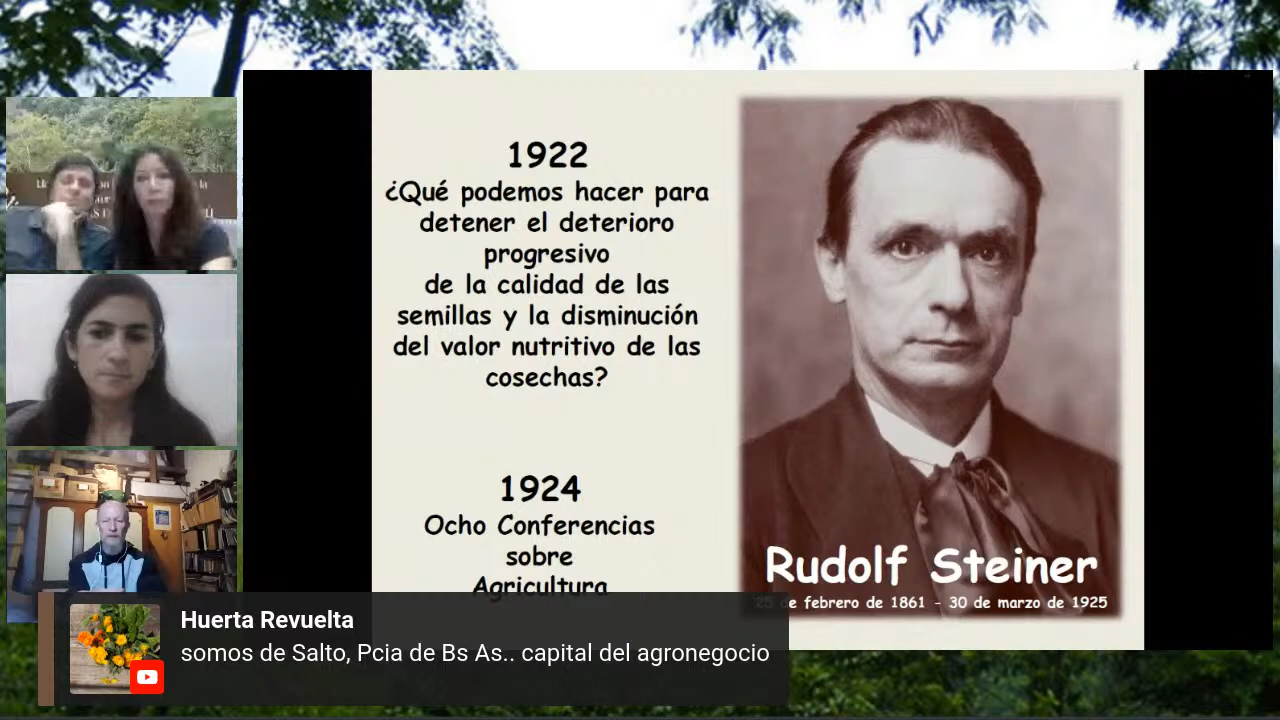 1922
¿Qué podemos hacer para
detener el deterioro
progresivo
de la calidad de las
semillas y la disminución
del valor nutritivo de las
cosechas?
1924
Ocho Conferencias
sobre
Agricultura
Rudolf Steiner
25 de febrero de 1861 - 30 de marzo de 1925
Huerta Revuelta
somos de Salto, Pcia de Bs As.. capital del agronegocio